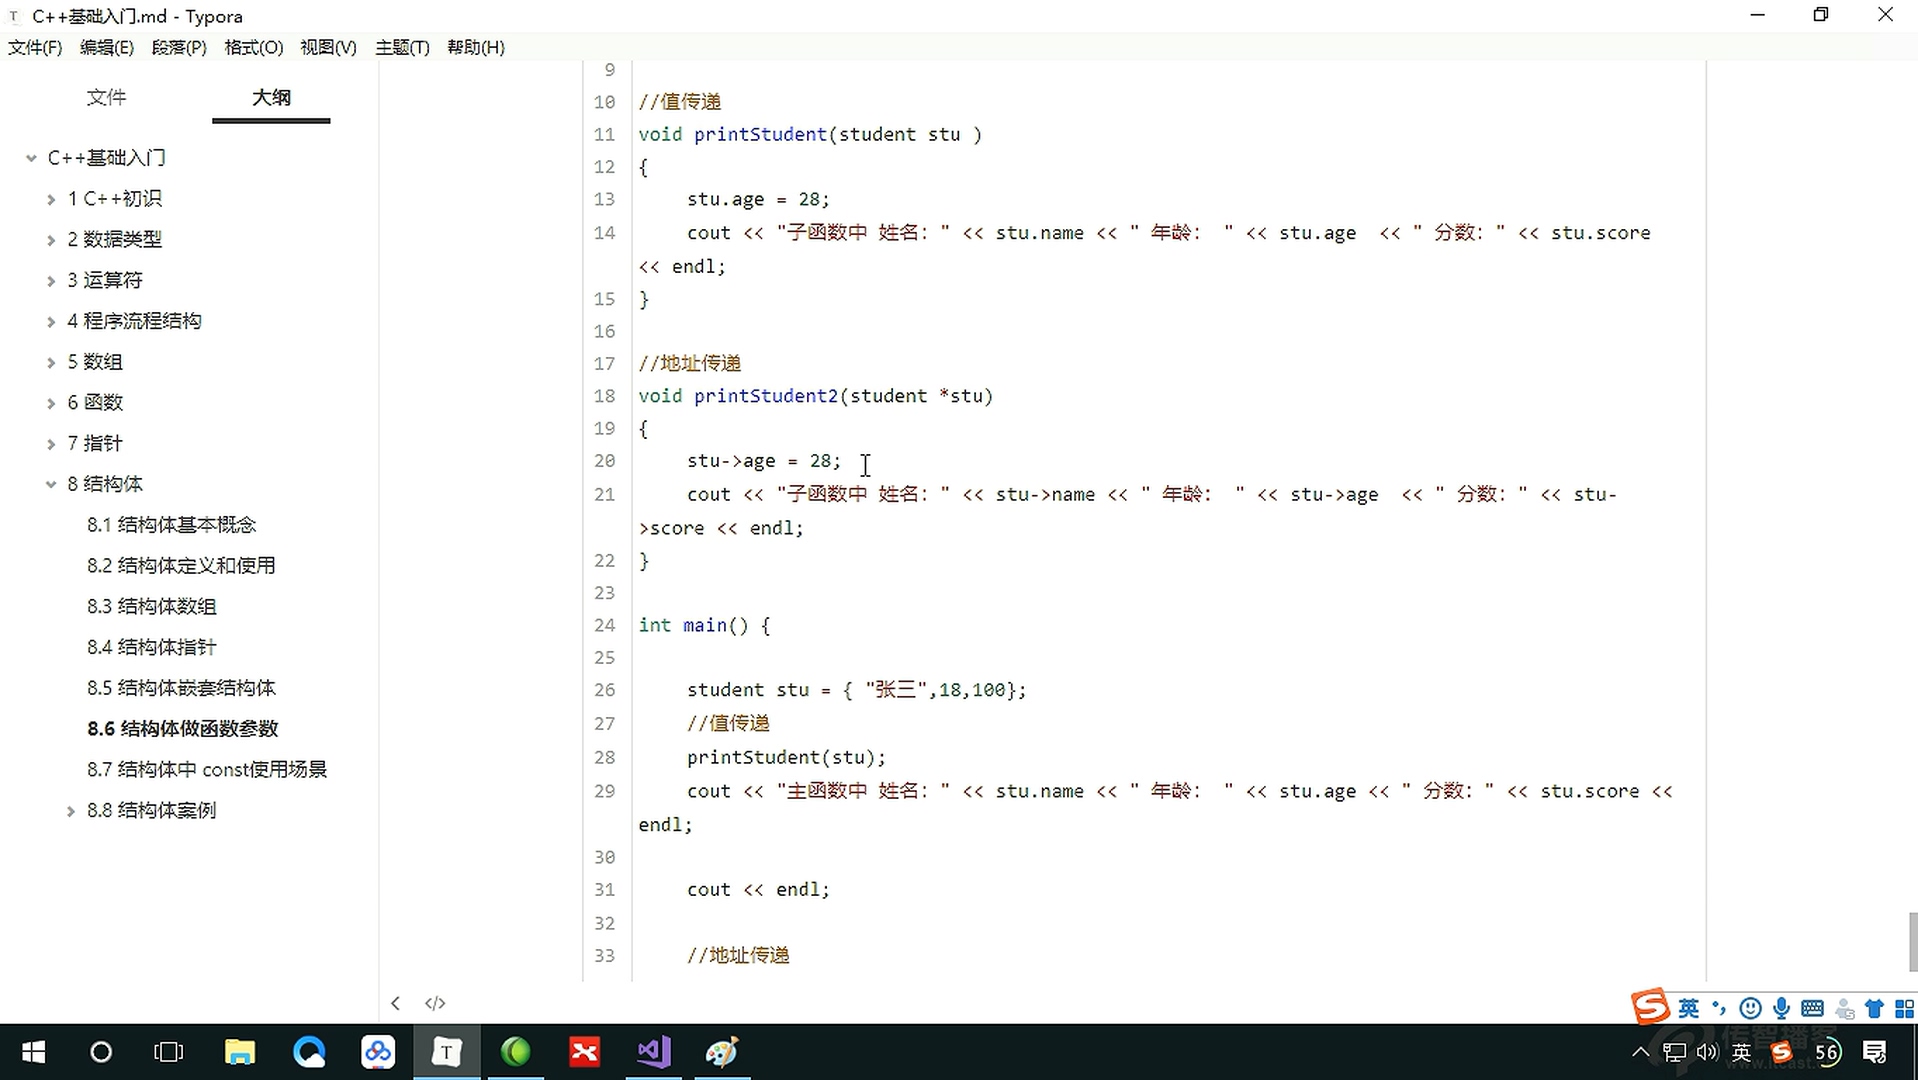 C++基础入门.md - Typora
文件(F) 编辑(E) 段落(P) 格式(O) 视图(V) 主题(T) 帮助(H)
文件 大纲
C++基础入门
1 C++初识
2 数据类型
3 运算符
4 程序流程结构
5 数组
6 函数
7 指针
8 结构体
8.1 结构体基本概念
8.2 结构体定义和使用
8.3 结构体数组
8.4 结构体指针
8.5 结构体嵌套结构体
8.6 结构体做函数参数
8.7 结构体中 const使用场景
8.8 结构体案例
9
10 //值传递
11 void printStudent(student stu )
12 {
13 stu.age = 28;
14 cout << "子函数中 姓名：" << stu.name << " 年龄： " << stu.age  << " 分数：" << stu.score
<< endl;
15 }
16
17 //地址传递
18 void printStudent2(student *stu)
19 {
20 stu->age = 28;
21 cout << "子函数中 姓名：" << stu->name << " 年龄： " << stu->age  << " 分数：" << stu-
>score << endl;
22 }
23
24 int main() {
25
26 student stu = { "张三",18,100};
27 //值传递
28 printStudent(stu);
29 cout << "主函数中 姓名：" << stu.name << " 年龄： " << stu.age << " 分数：" << stu.score <<
endl;
30
31 cout << endl;
32
33 //地址传递
</>
英
英 56
传智播客
www.itcast.